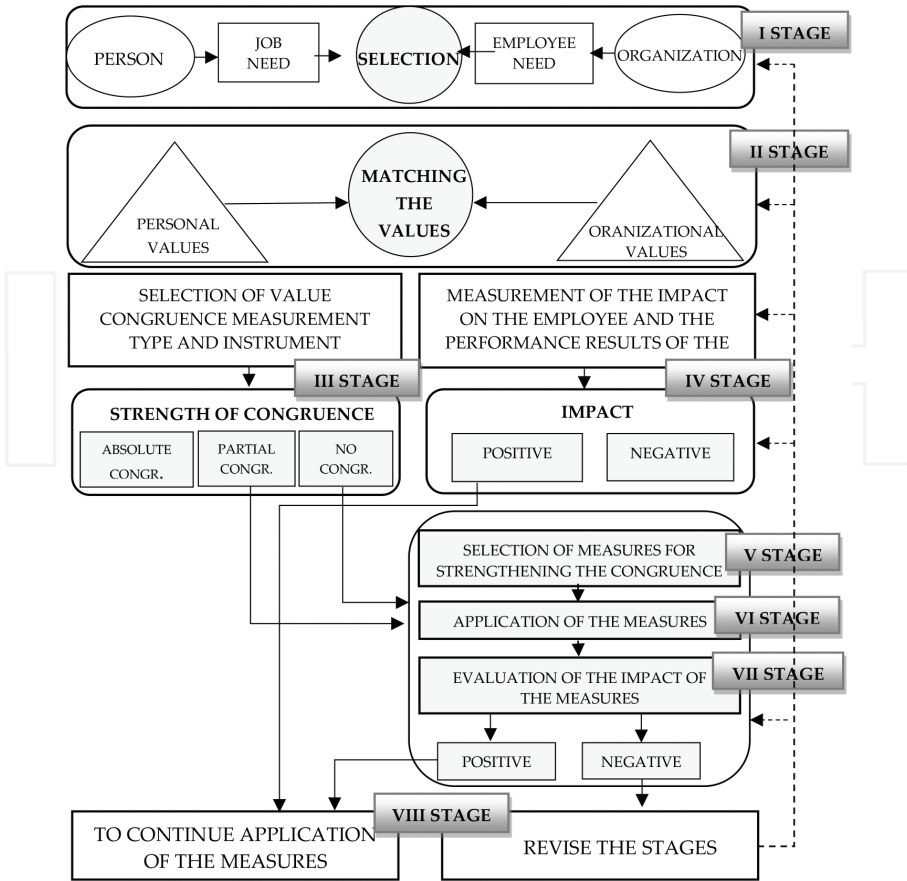 I STAGE
PERSON
JOB
NEED
SELECTION
EMPLOYEE
NEED
ORGANIZATION
II STAGE
PERSONAL
VALUES
MATCHING
THE
VALUES
ORANIZATIONAL
VALUES
SELECTION OF VALUE
CONGRUENCE MEASUREMENT
TYPE AND INSTRUMENT
MEASUREMENT OF THE IMPACT
ON THE EMPLOYEE AND THE
PERFORMANCE RESULTS OF THE
III STAGE
IV STAGE
STRENGTH OF CONGRUENCE
ABSOLUTE
CONGR.
PARTIAL
CONGR.
NO
CONGR.
IMPACT
POSITIVE
NEGATIVE
SELECTION OF MEASURES FOR
STRENGTHENING THE CONGRUENCE
V STAGE
APPLICATION OF THE MEASURES
VI STAGE
EVALUATION OF THE IMPACT OF
THE MEASURES
VII STAGE
POSITIVE
NEGATIVE
VIII STAGE
TO CONTINUE APPLICATION
OF THE MEASURES
REVISE THE STAGES